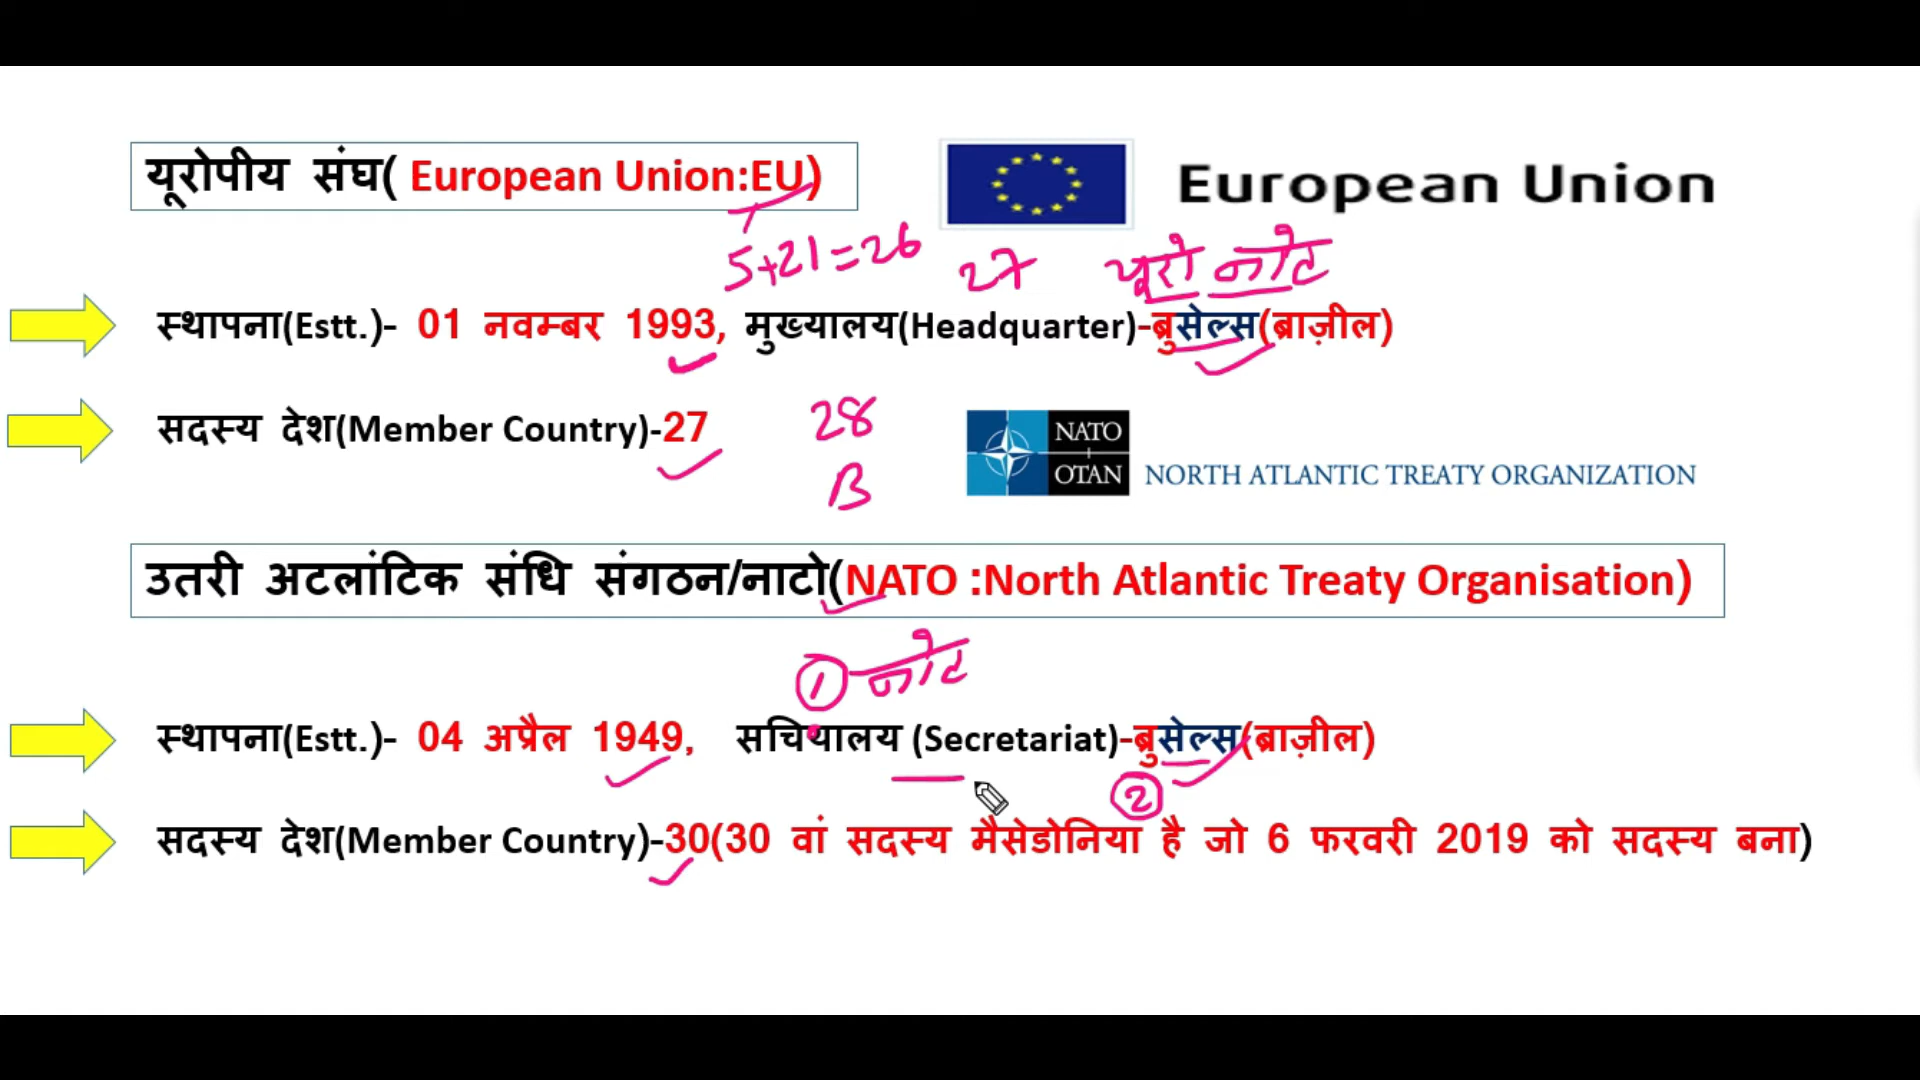 यूरोपीय संघ( European Union:EU)
European Union
5+21=26
27
यूरो नोट
स्थापना(Estt.)- 01 नवम्बर 1993, मुख्यालय(Headquarter)-ब्रुसेल्स(ब्राज़ील)
सदस्य देश(Member Country)-27
28
B
NATO
OTAN
NORTH ATLANTIC TREATY ORGANIZATION
उतरी अटलांटिक संधि संगठन/नाटो(NATO :North Atlantic Treaty Organisation)
1 नोट
स्थापना(Estt.)- 04 अप्रैल 1949, सचियालय (Secretariat)-ब्रुसेल्स(ब्राज़ील)
2
सदस्य देश(Member Country)-30(30 वां सदस्य मैसेडोनिया है जो 6 फरवरी 2019 को सदस्य बना)